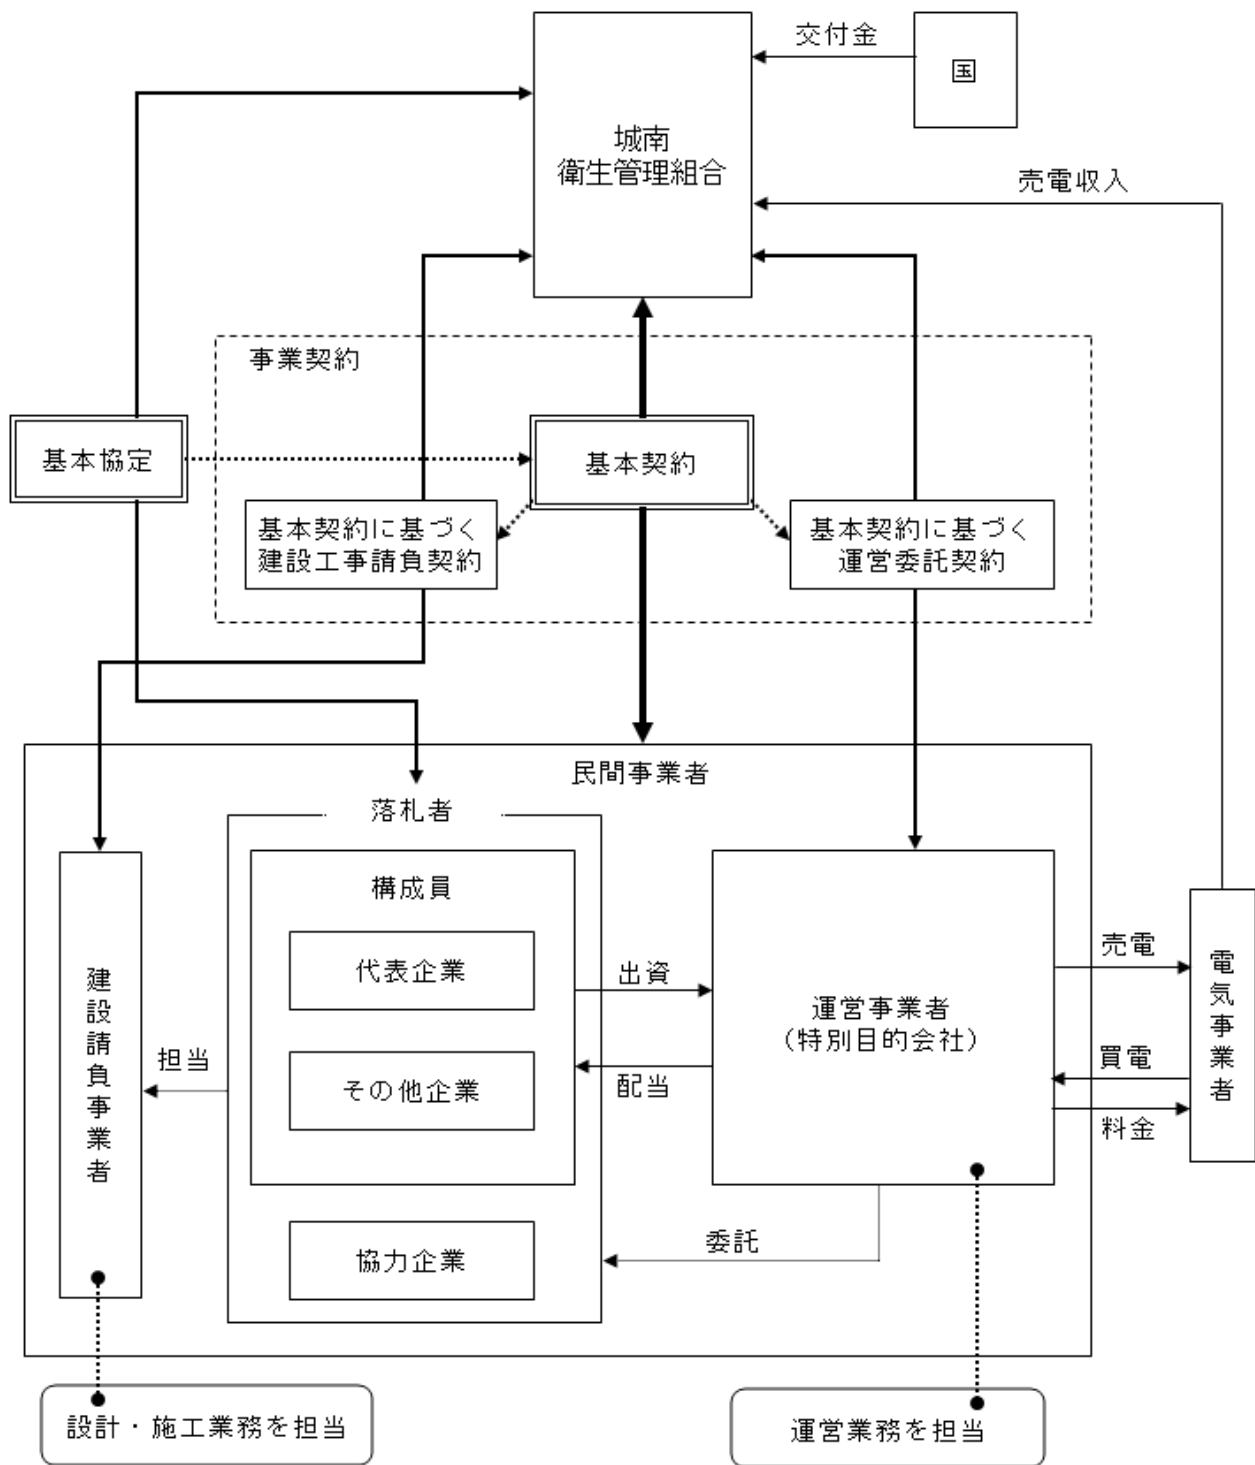 交付金
国
城南
衛生管理組合
売電収入
事業契約
基本協定
基本契約
基本契約に基づく
建設工事請負契約
基本契約に基づく
運営委託契約
民間事業者
落札者
構成員
代表企業
その他企業
協力企業
建設請負事業者
担当
出資
配当
委託
運営事業者
（特別目的会社）
売電
買電
料金
電気事業者
設計・施工業務を担当
運営業務を担当